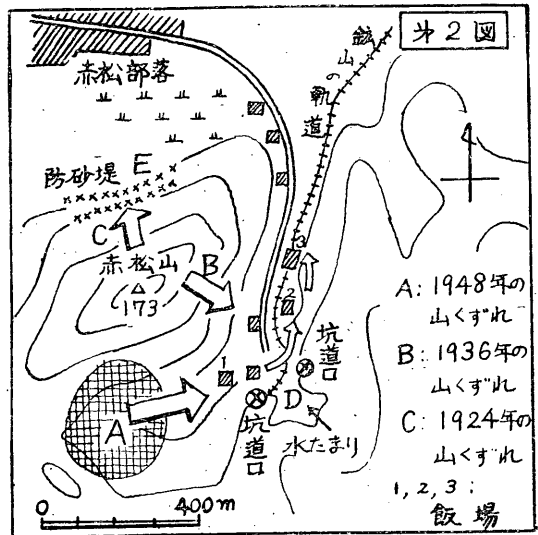 第2図
鉱山の軌道
赤松部落
防砂堤 E
C
赤松山
△
173
B
3
2
1
A
坑道口
坑道口
D
水たまり
A: 1948年の
山くずれ
B: 1936年の
山くずれ
C: 1924年の
山くずれ
1, 2, 3:
飯場
0 400m